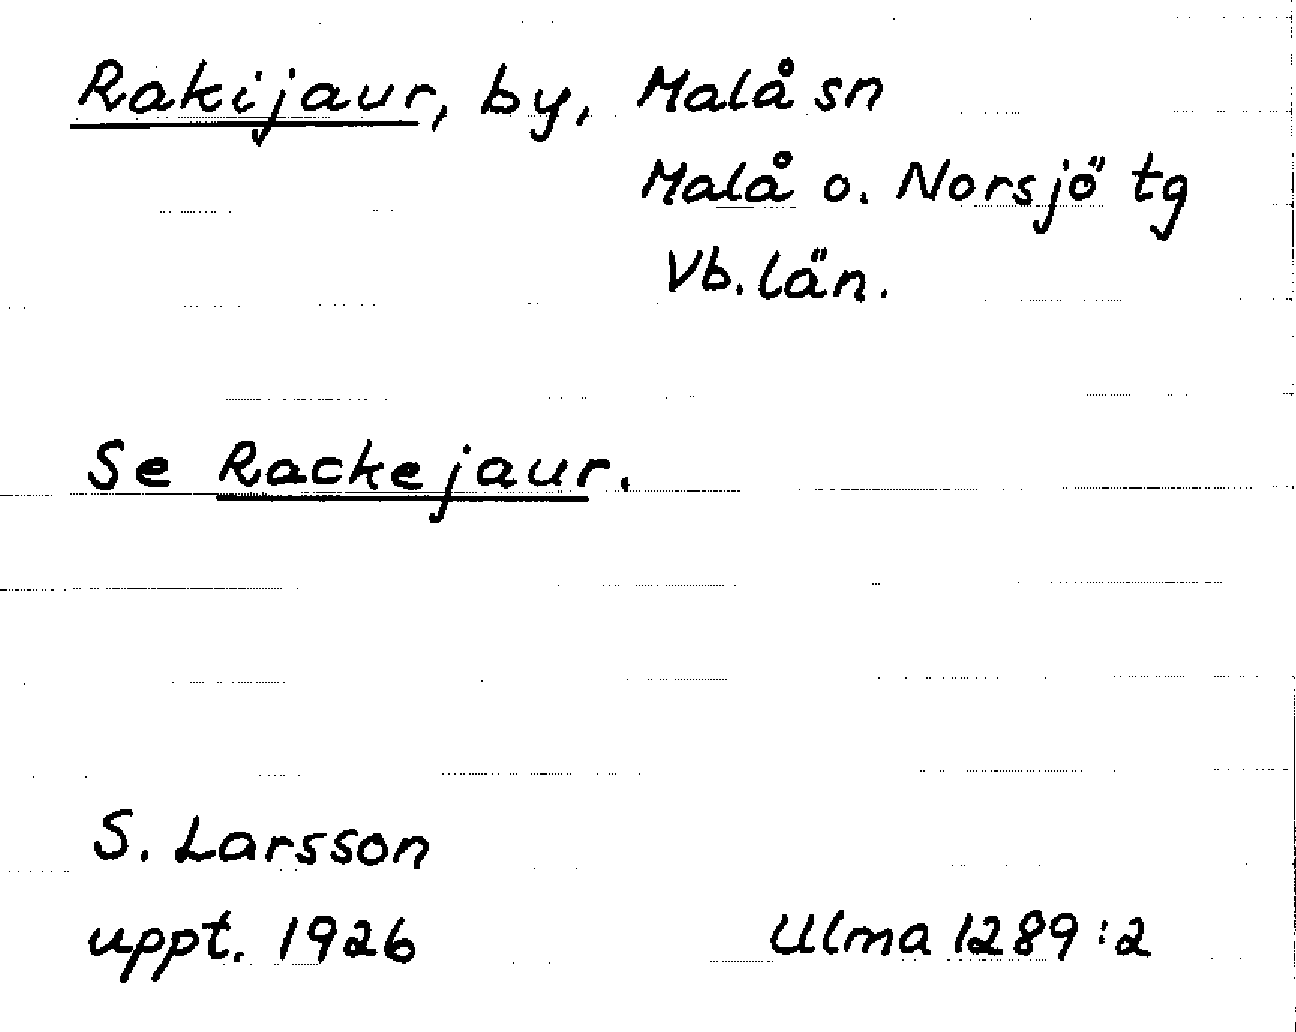 Rakijaur, by, Malå sn
Malå o. Norsjö tg
Vb. län.
Se Rackejaur.
S. Larsson
uppt. 1926
Ulma 1289:2